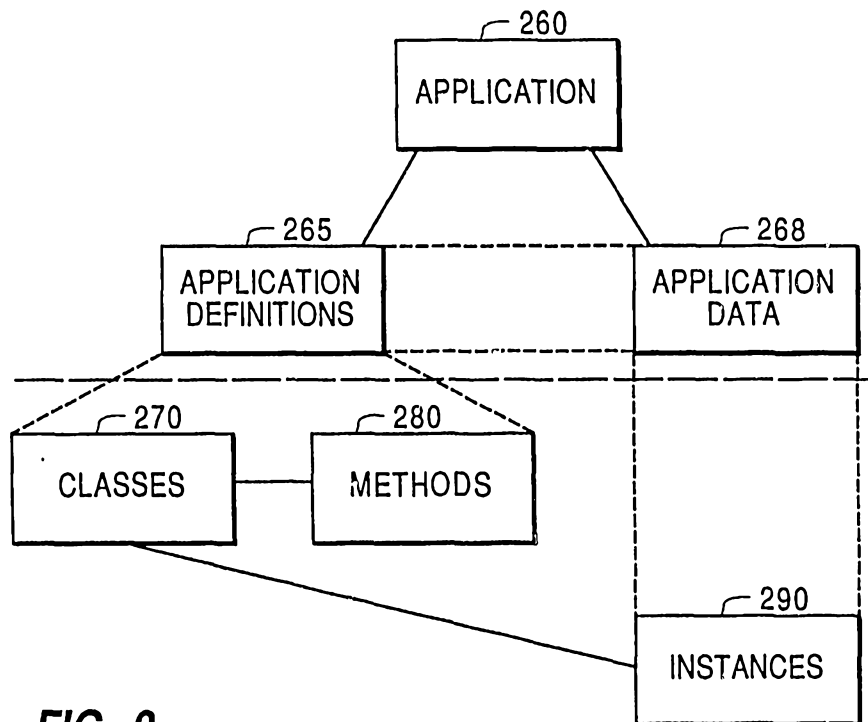 260
APPLICATION
265
APPLICATION
DEFINITIONS
268
APPLICATION
DATA
270
CLASSES
280
METHODS
290
INSTANCES